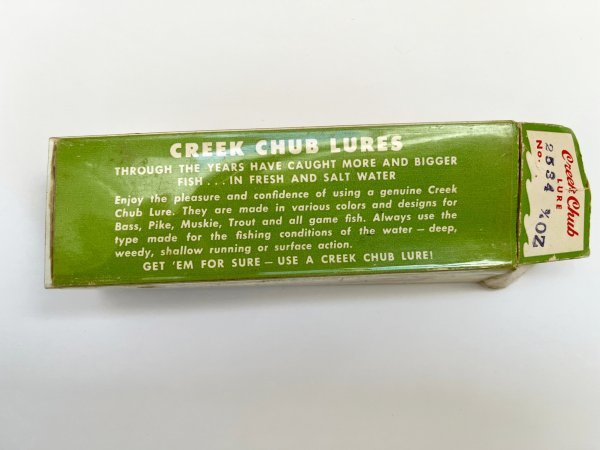 CREEK CHUB LURES
THROUGH THE YEARS HAVE CAUGHT MORE AND BIGGER
FISH . . . IN FRESH AND SALT WATER
Enjoy the pleasure and confidence of using a genuine Creek
Chub Lure. They are made in various colors and designs for
Bass, Pike, Muskie, Trout and all game fish. Always use the
type made for the fishing conditions of the water — deep,
weedy, shallow running or surface action.
GET 'EM FOR SURE — USE A CREEK CHUB LURE!
Creek Chub
LURE
No. 2534
OZ